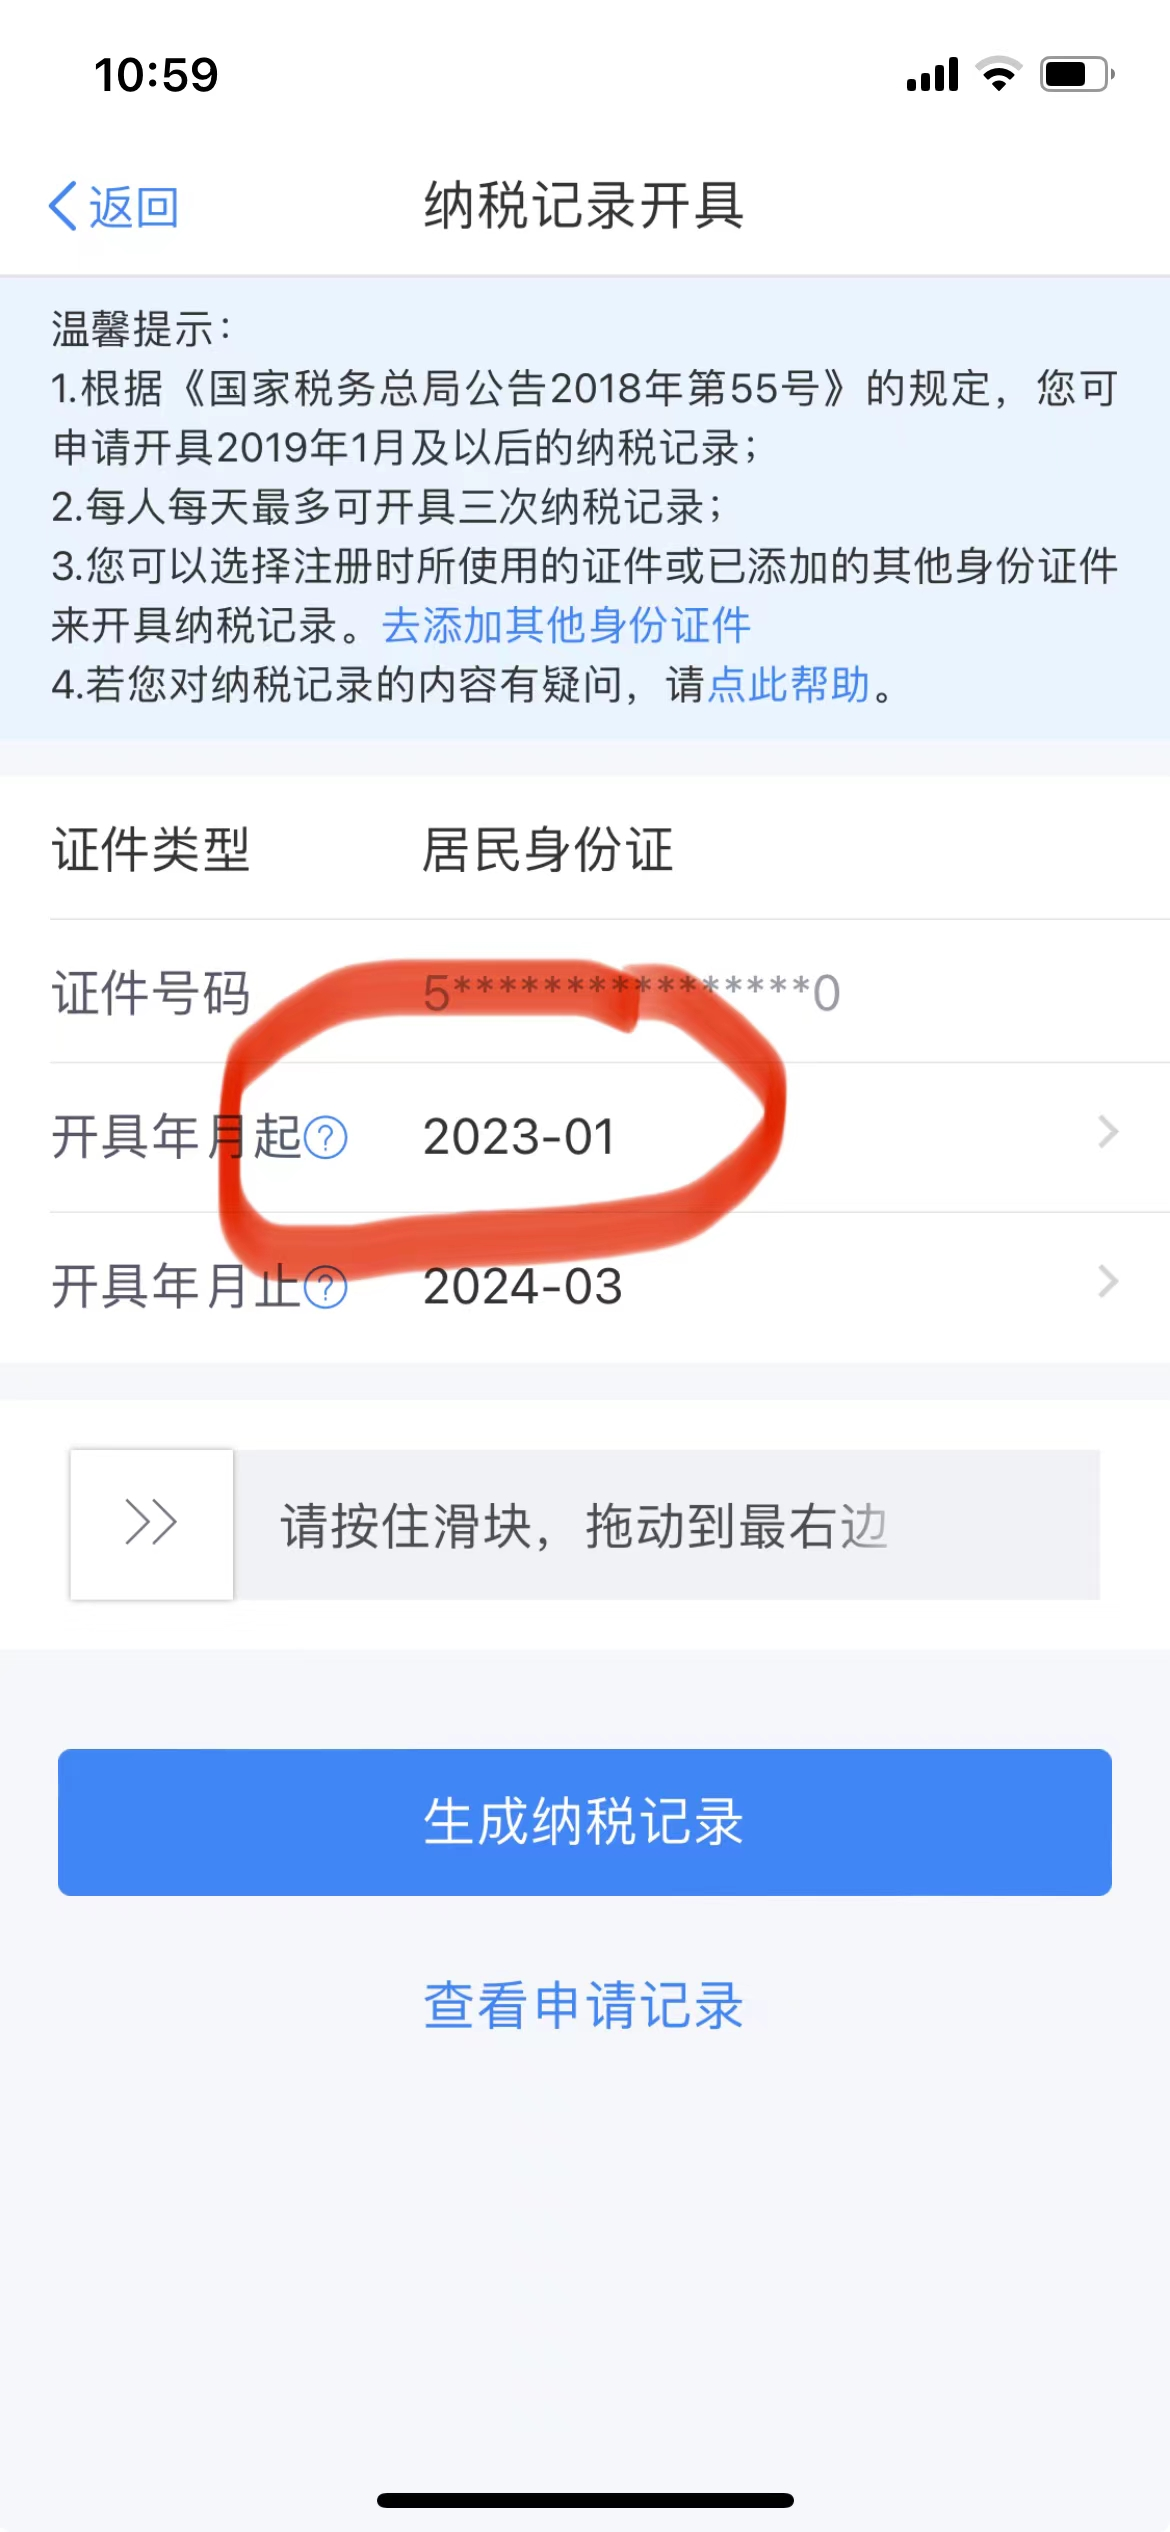 10:59
返回
纳税记录开具
温馨提示：
1.根据《国家税务总局公告2018年第55号》的规定，您可
申请开具2019年1月及以后的纳税记录；
2.每人每天最多可开具三次纳税记录；
3.您可以选择注册时所使用的证件或已添加的其他身份证件
来开具纳税记录。去添加其他身份证件
4.若您对纳税记录的内容有疑问，请点此帮助。
证件类型 居民身份证
证件号码 5****************0
开具年月起? 2023-01
开具年月止? 2024-03
请按住滑块，拖动到最右边
生成纳税记录
查看申请记录